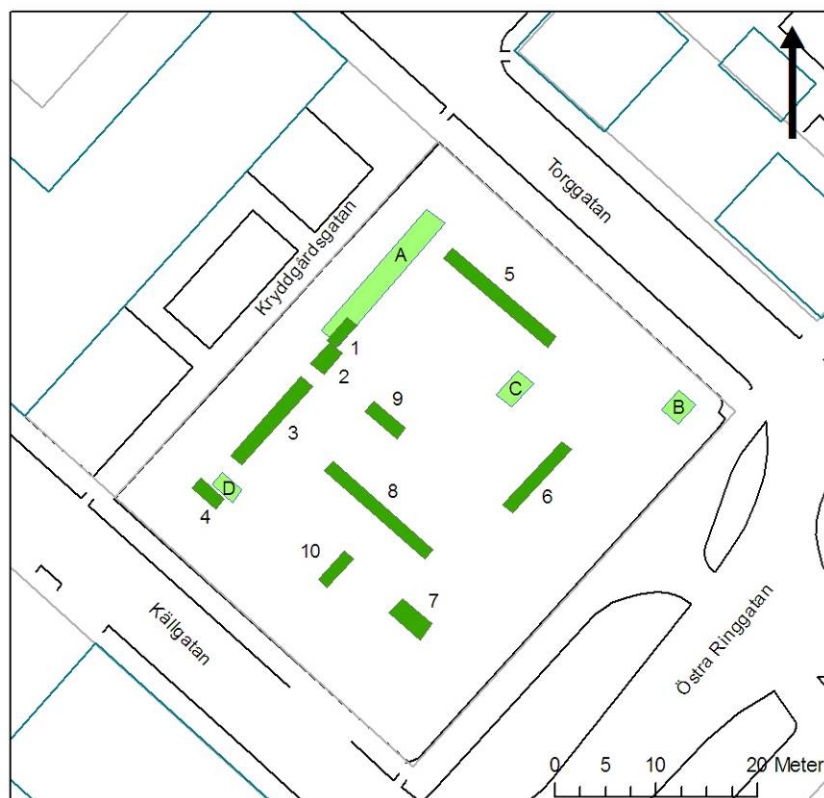 Torggatan
Kryddgårdsgatan
A
5
1
2
C
B
9
3
6
D
4
8
10
7
Källgatan
Östra Ringgatan
0 5 10 20 Meter